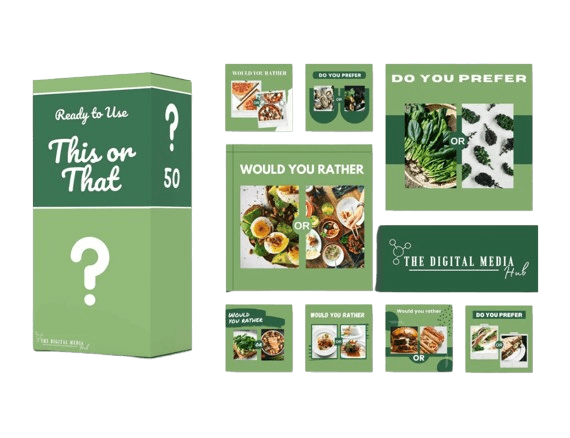 Ready to Use
This or
That
?
50
?
THE DIGITAL MEDIA
Hub
WOULD YOU RATHER
DO YOU PREFER
DO YOU PREFER
OR
WOULD YOU RATHER
OR
THE DIGITAL MEDIA
Hub
WOULD
YOU RATHER
OR
WOULD YOU RATHER
OR
Would you rather
OR
DO YOU PREFER
OR